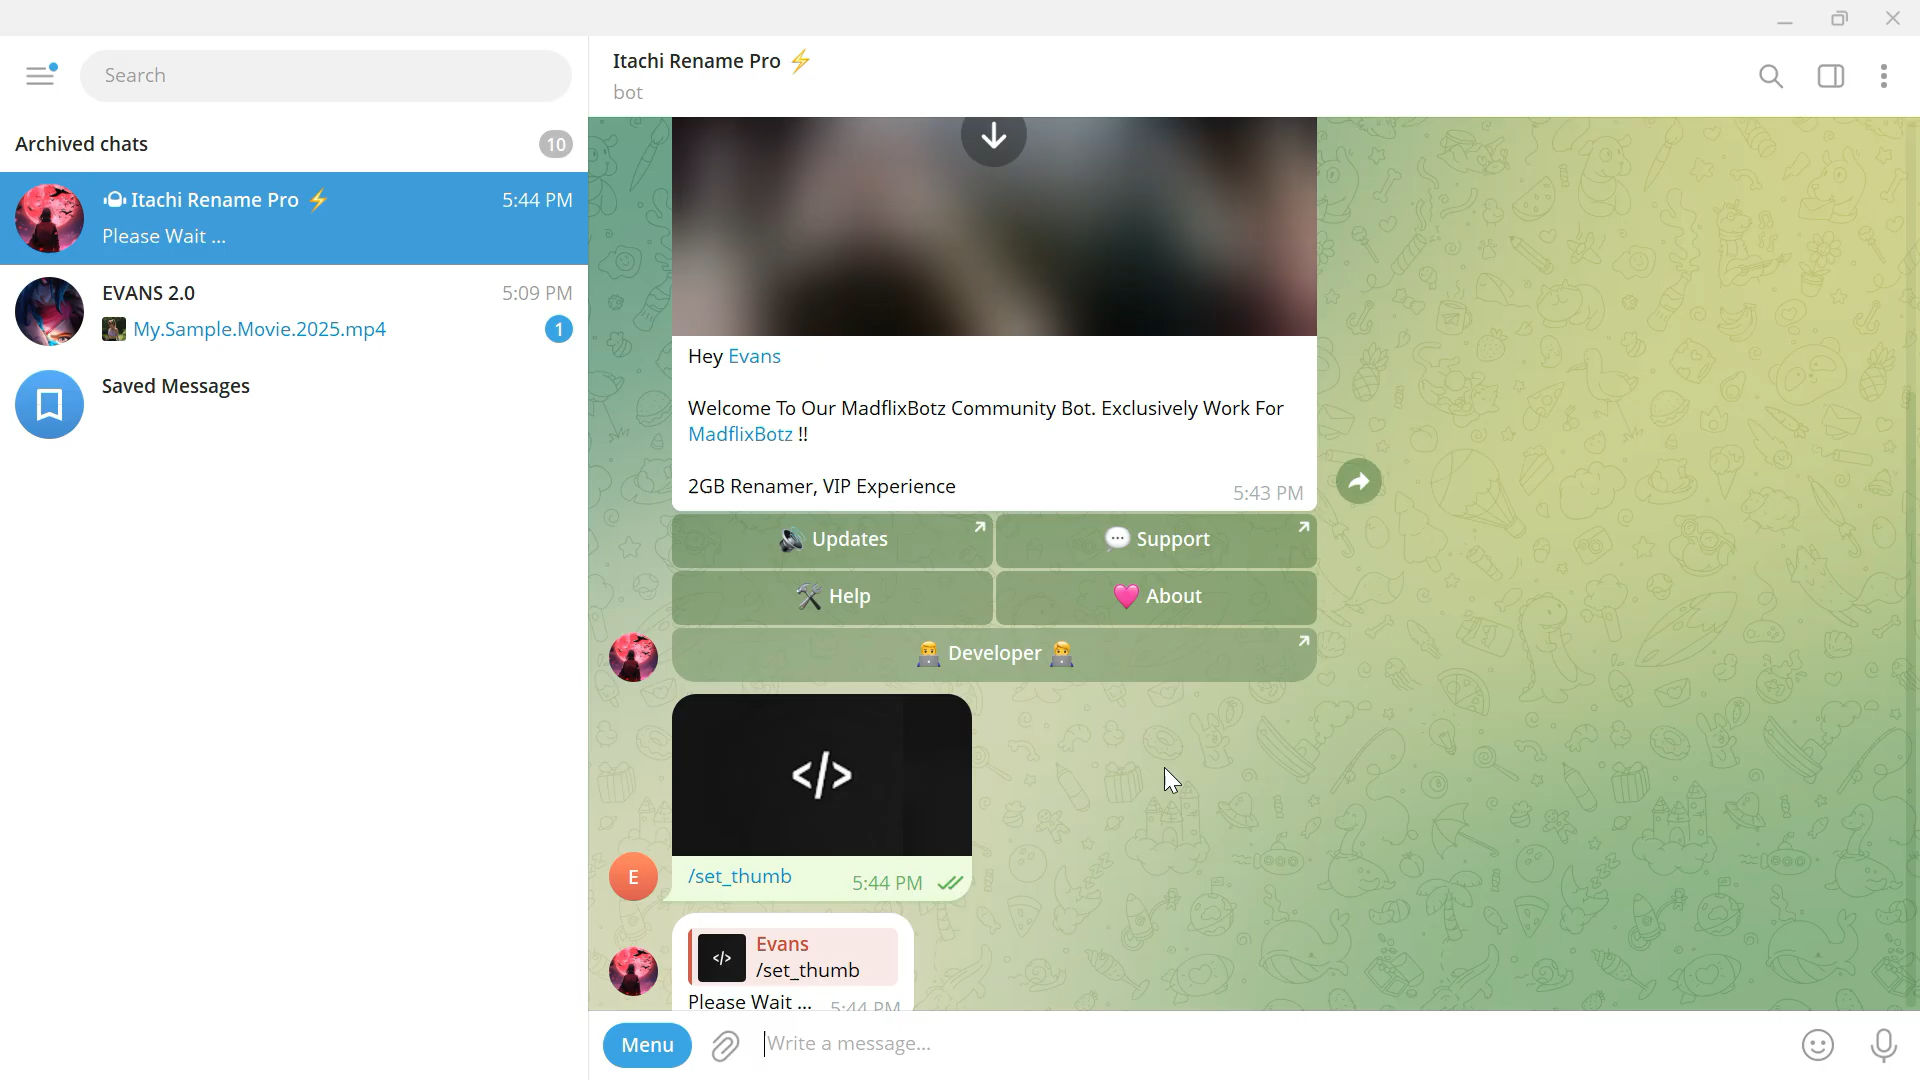 Search
Archived chats
10
Itachi Rename Pro ⚡
5:44 PM
Please Wait ...
EVANS 2.0
5:09 PM
My.Sample.Movie.2025.mp4
1
Saved Messages
Itachi Rename Pro ⚡
bot
Hey Evans
Welcome To Our MadflixBotz Community Bot. Exclusively Work For
MadflixBotz !!
2GB Renamer, VIP Experience
5:43 PM
🔊 Updates
💬 Support
🛠 Help
🩷 About
👨‍💻 Developer 👨‍💻
</>
E
/set_thumb
5:44 PM
</>
Evans
/set_thumb
Please Wait ...
5:44 PM
Menu
Write a message...